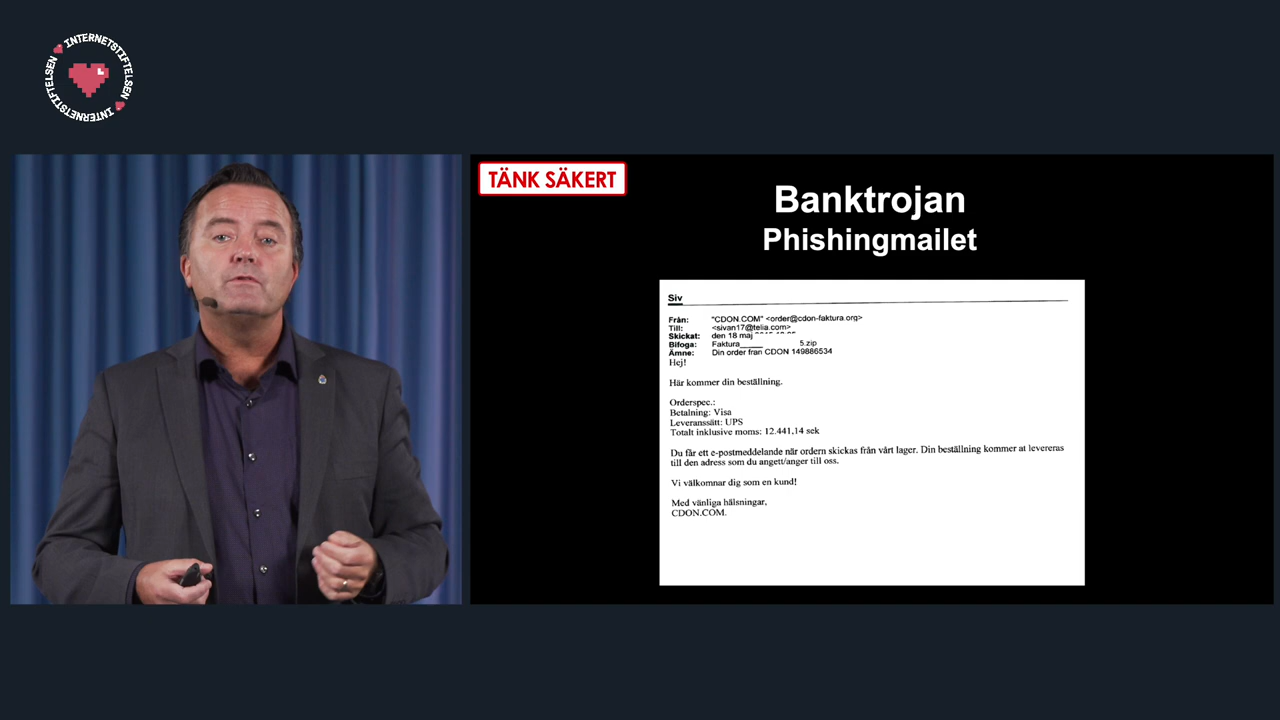 INTERNETSTIFTELSEN
INTERNETSTIFTELSEN
TÄNK SÄKERT
Banktrojan
Phishingmailet
Siv
Från: "CDON.COM" <order@cdon-faktura.org>
Till: <sivan17@telia.com>
Skickat: den 18 maj
Bifoga: Faktura_____ 5.zip
Ämne: Din order från CDON 149886534
Hej!
Här kommer din beställning.
Orderspec.:
Betalning: Visa
Leveranssätt: UPS
Totalt inklusive moms: 12.441,14 sek
Du får ett e-postmeddelande när ordern skickas från vårt lager. Din beställning kommer at levereras
till den adress som du angett/anger till oss.
Vi välkomnar dig som en kund!
Med vänliga hälsningar,
CDON.COM.